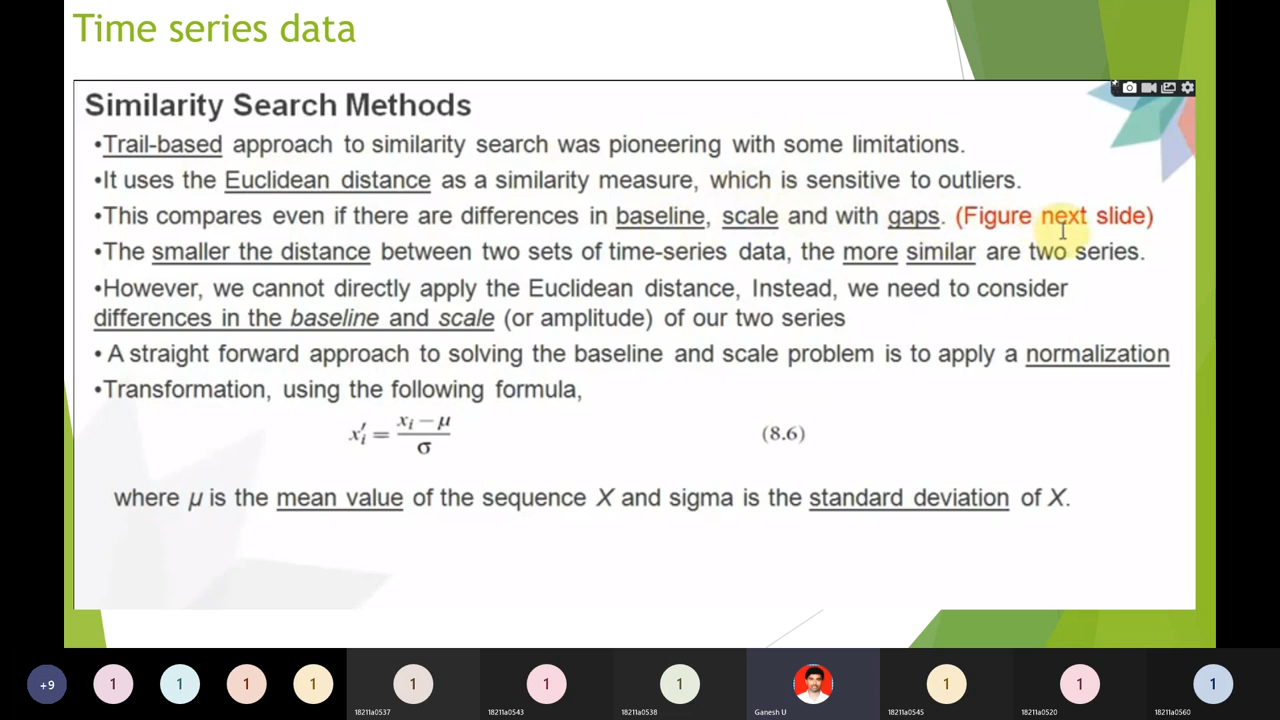 Time series data
Similarity Search Methods
•Trail-based approach to similarity search was pioneering with some limitations.
•It uses the Euclidean distance as a similarity measure, which is sensitive to outliers.
•This compares even if there are differences in baseline, scale and with gaps. (Figure next slide)
•The smaller the distance between two sets of time-series data, the more similar are two series.
•However, we cannot directly apply the Euclidean distance, Instead, we need to consider
differences in the baseline and scale (or amplitude) of our two series
• A straight forward approach to solving the baseline and scale problem is to apply a normalization
•Transformation, using the following formula,
x′ᵢ = (xᵢ − μ) / σ (8.6)
where μ is the mean value of the sequence X and sigma is the standard deviation of X.
+9 1 1 1 1 1 1 1 1 1 1
18211a0537 18211a0543 18211a0538 Ganesh U 18211a0545 18211a0520 18211a0560